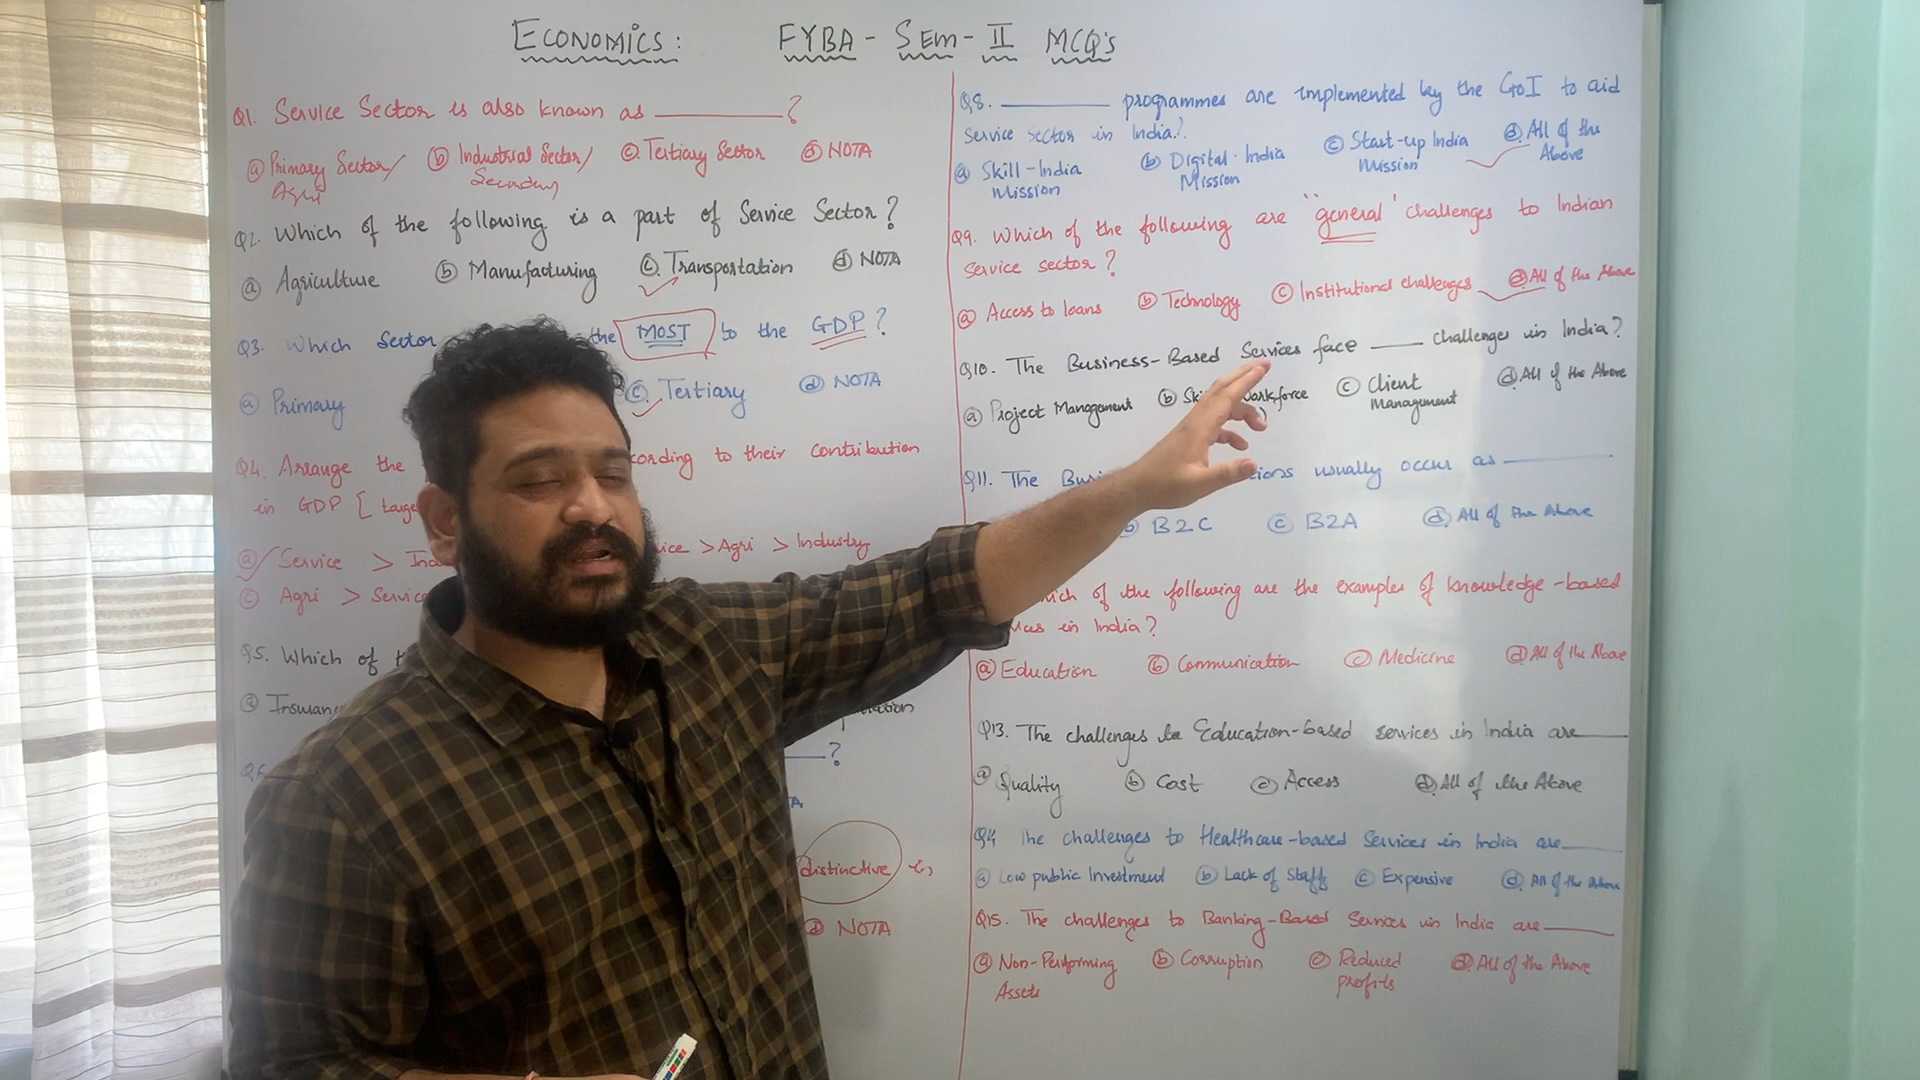 ECONOMICS: FYBA - SEM - II MCQ's
Q1. Service Sector is also known as ________?
(a) Primary Sector/ (b) Industrial Sector/ (c) Tertiary Sector (d) NOTA
Agri Secondary
Q2. Which of the following is a part of Service Sector?
(a) Agriculture (b) Manufacturing (c) Transportation (d) NOTA
Q3. Which Sector the MOST to the GDP?
(a) Primary (c) Tertiary (d) NOTA
Q4. Arrange the according to their contribution
in GDP [
(a) Service > > Agri > Industry
(c) Agri > Service
Q5. Which of
(a)
?
distinctive
(d) NOTA
Q8. ________ programmes are implemented by the GoI to aid
service sector in India?
(a) Skill-India (b) Digital-India (c) Start-up India (d) All of the
Mission Mission Mission Above
Q9. Which of the following are "general" challenges to Indian
service sector?
(a) Access to loans (b) Technology (c) Institutional challenges (d) All of the Above
Q10. The Business-Based Services face ____ challenges in India?
(a) Project Management (b) Workforce (c) Client (d) All of the Above
Management
Q11. The usually occur as ________
(b) B2C (c) B2A (d) All of the Above
of the following are the examples of knowledge-based
in India?
(a) Education (b) Communication (c) Medicine (d) All of the Above
Q13. The challenges to Education-based services in India are ____
(a) Quality (b) Cost (c) Access (d) All of the Above
Q4 The challenges to Healthcare-based Services in India are ____
(a) Low public Investment (b) Lack of Staff (c) Expensive (d) All of the Above
Q15. The challenges to Banking-Based Services in India are ____
(a) Non-Performing (b) Corruption (c) Reduced (d) All of the Above
Assets profits